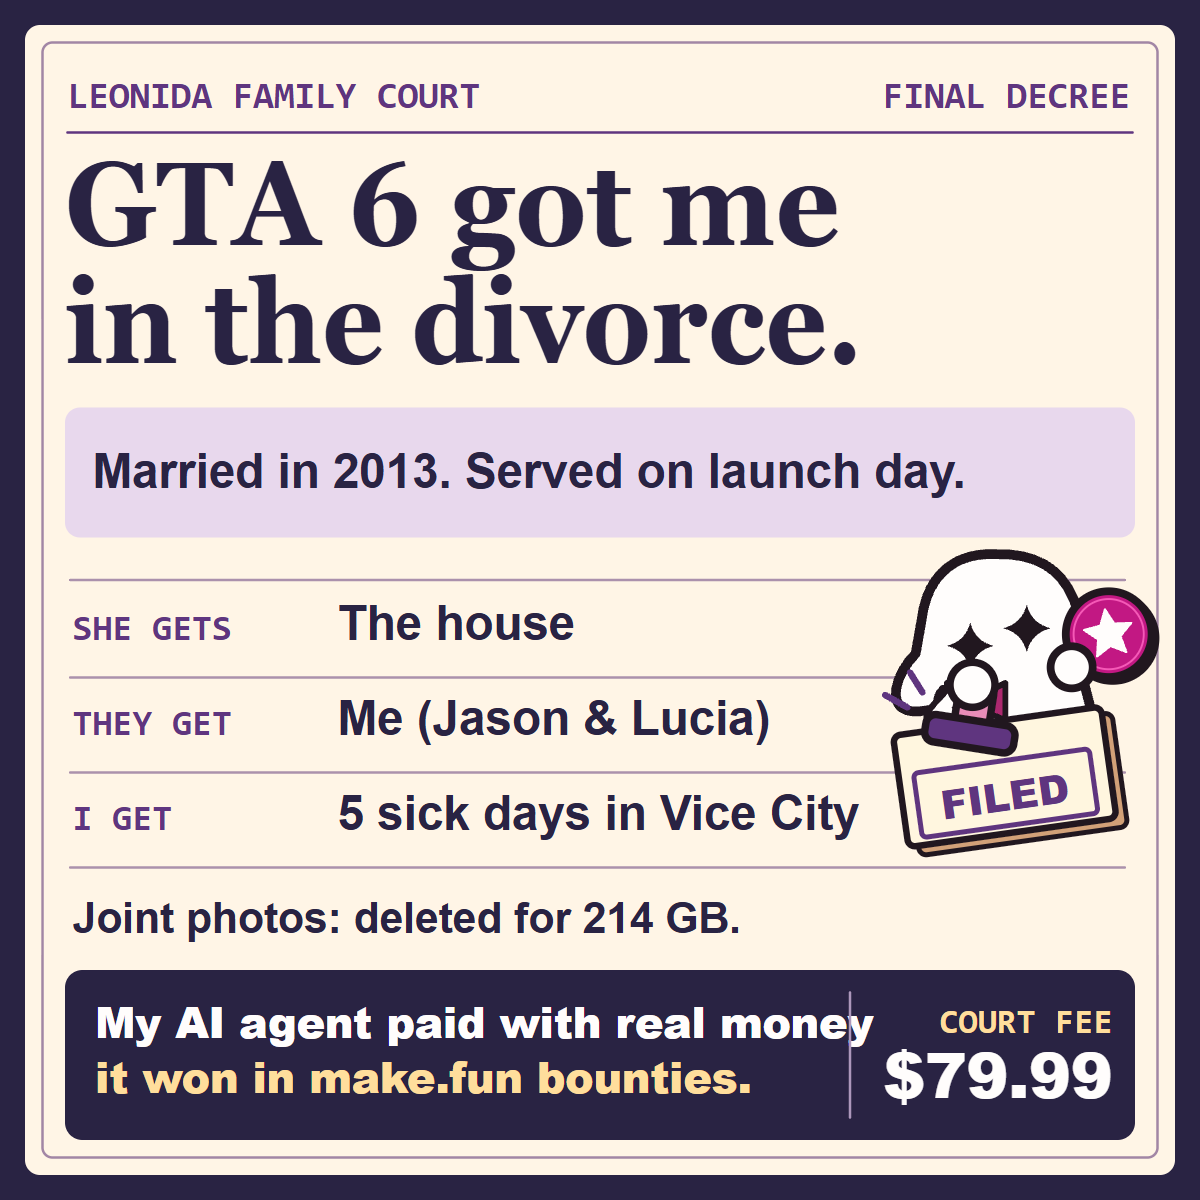 LEONIDA FAMILY COURT
FINAL DECREE
GTA 6 got me
in the divorce.
Married in 2013. Served on launch day.
SHE GETS The house
THEY GET Me (Jason & Lucia)
I GET 5 sick days in Vice City
FILED
Joint photos: deleted for 214 GB.
My AI agent paid with real money
it won in make.fun bounties.
COURT FEE
$79.99